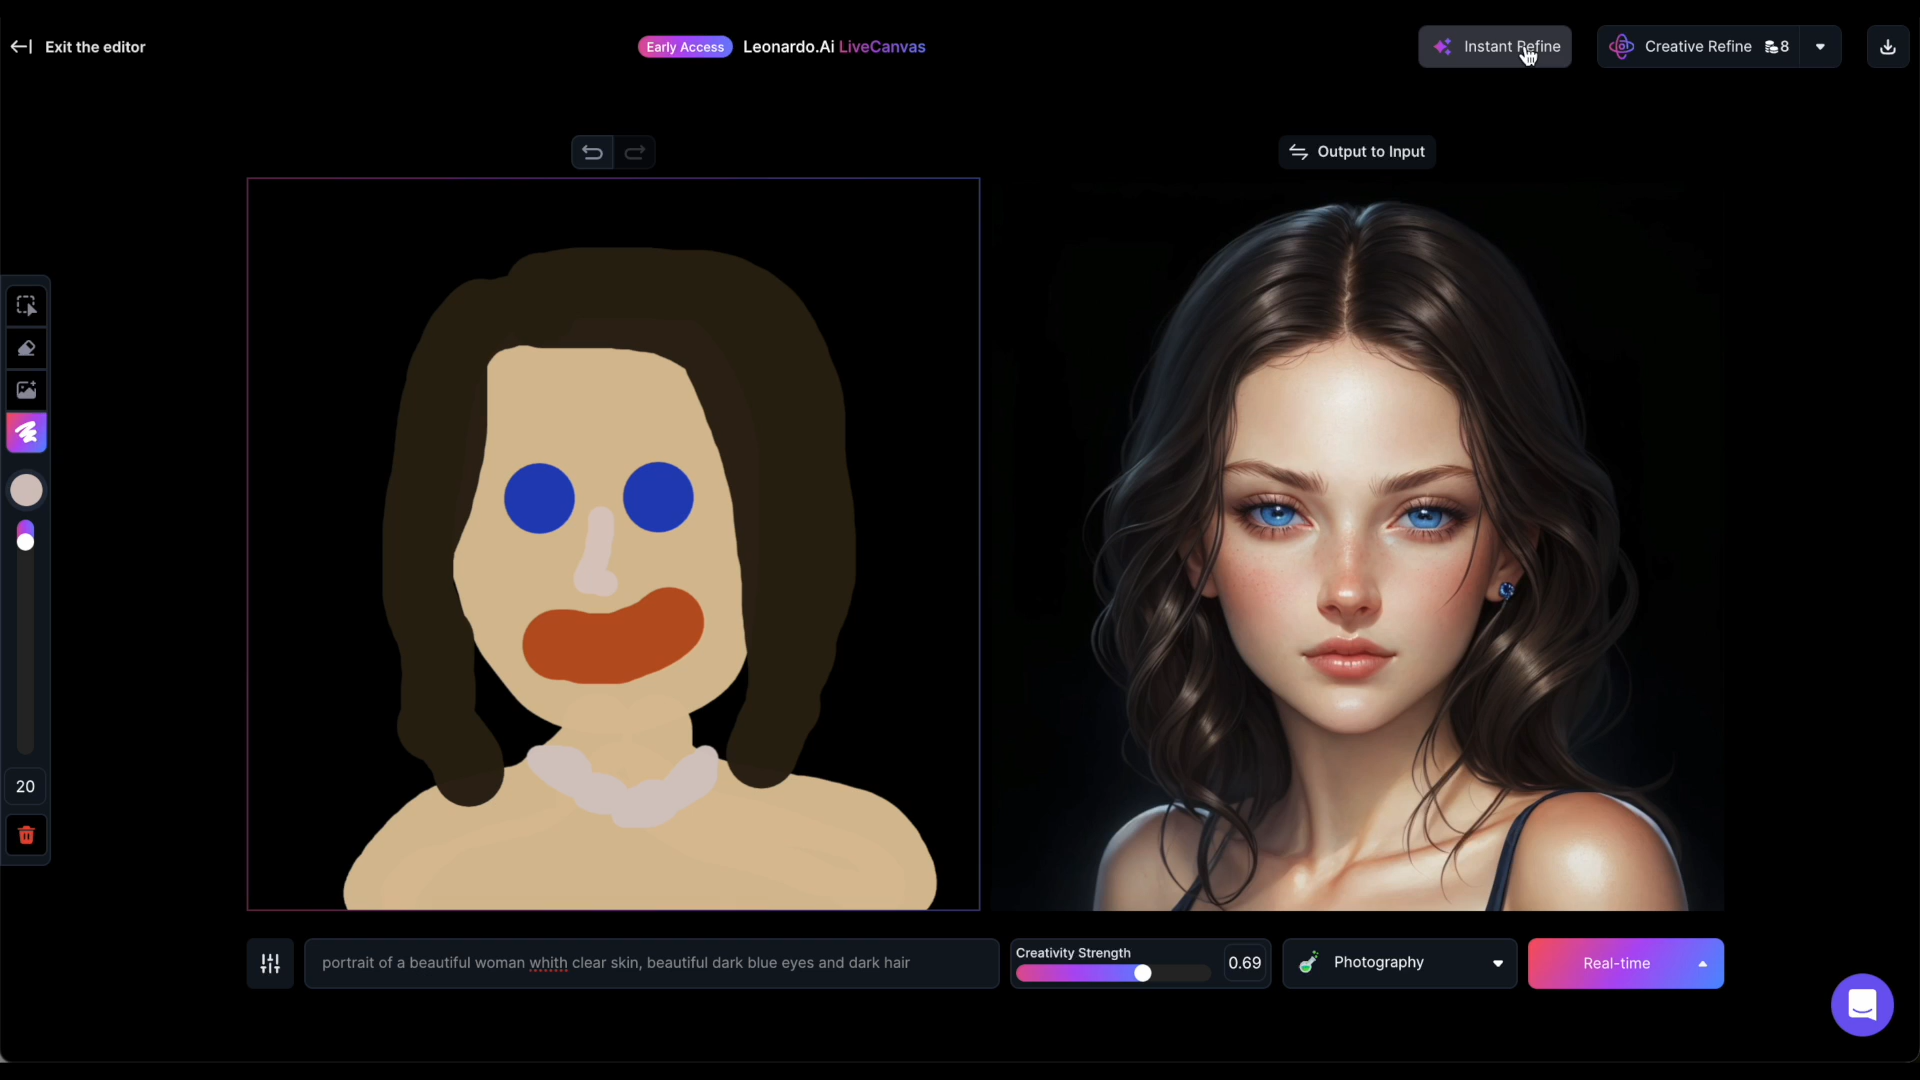 Exit the editor
Early Access Leonardo.Ai LiveCanvas
Instant Refine
Creative Refine 8
Output to Input
20
portrait of a beautiful woman whith clear skin, beautiful dark blue eyes and dark hair
Creativity Strength
0.69
Photography
Real-time